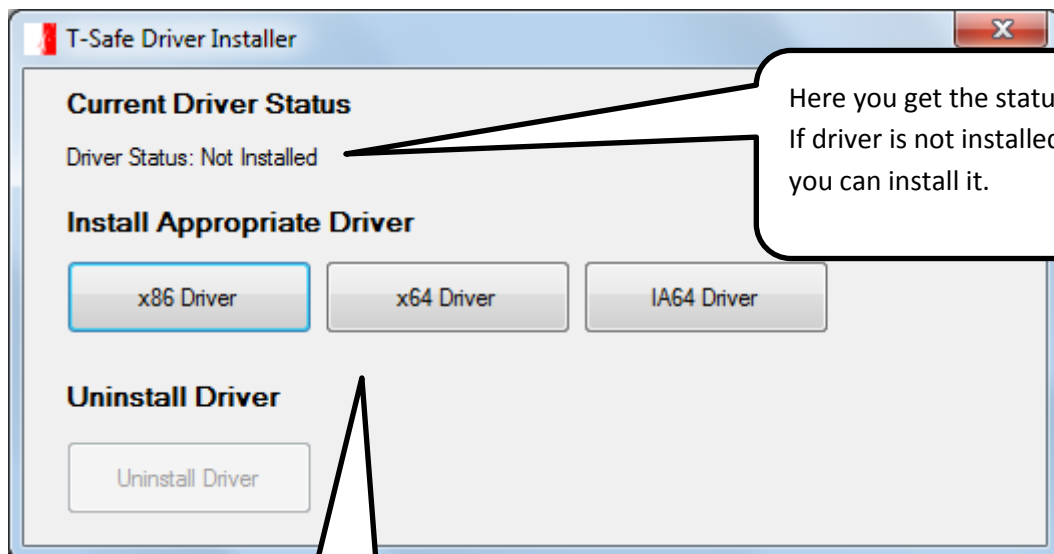 T-Safe Driver Installer
Current Driver Status
Driver Status: Not Installed
Here you get the
If driver is not
you can install it.
Install Appropriate Driver
x86 Driver
x64 Driver
IA64 Driver
Uninstall Driver
Uninstall Driver